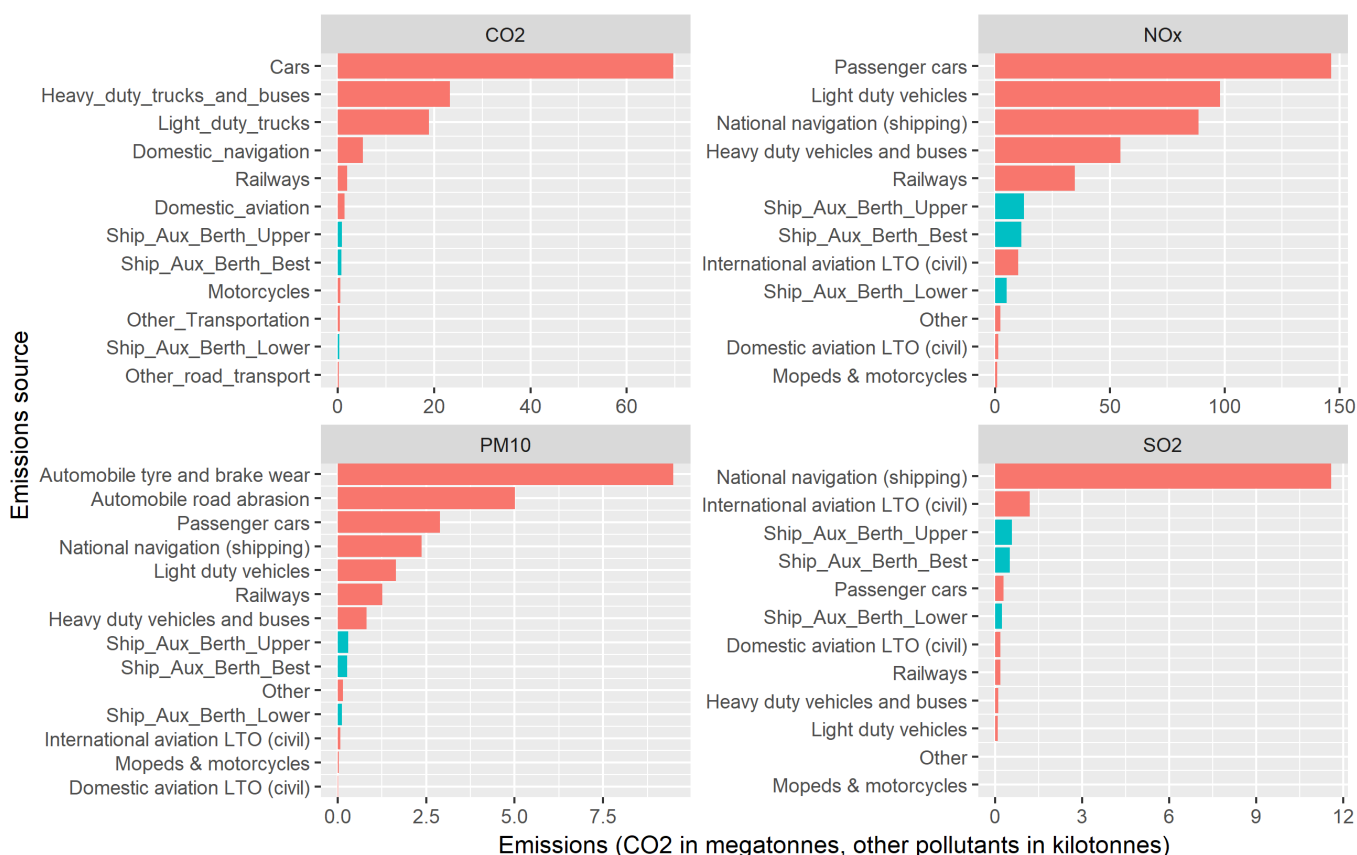 CO2
Cars
Heavy_duty_trucks_and_buses
Light_duty_trucks
Domestic_navigation
Railways
Domestic_aviation
Ship_Aux_Berth_Upper
Ship_Aux_Berth_Best
Motorcycles
Other_Transportation
Ship_Aux_Berth_Lower
Other_road_transport
0 20 40 60
NOx
Passenger cars
Light duty vehicles
National navigation (shipping)
Heavy duty vehicles and buses
Railways
Ship_Aux_Berth_Upper
Ship_Aux_Berth_Best
International aviation LTO (civil)
Ship_Aux_Berth_Lower
Other
Domestic aviation LTO (civil)
Mopeds & motorcycles
0 50 100 150
PM10
Automobile tyre and brake wear
Automobile road abrasion
Passenger cars
National navigation (shipping)
Light duty vehicles
Railways
Heavy duty vehicles and buses
Ship_Aux_Berth_Upper
Ship_Aux_Berth_Best
Other
Ship_Aux_Berth_Lower
International aviation LTO (civil)
Mopeds & motorcycles
Domestic aviation LTO (civil)
0.0 2.5 5.0 7.5
SO2
National navigation (shipping)
International aviation LTO (civil)
Ship_Aux_Berth_Upper
Ship_Aux_Berth_Best
Passenger cars
Ship_Aux_Berth_Lower
Domestic aviation LTO (civil)
Railways
Heavy duty vehicles and buses
Light duty vehicles
Other
Mopeds & motorcycles
0 3 6 9 12
Emissions source
Emissions (CO2 in megatonnes, other pollutants in kilotonnes)